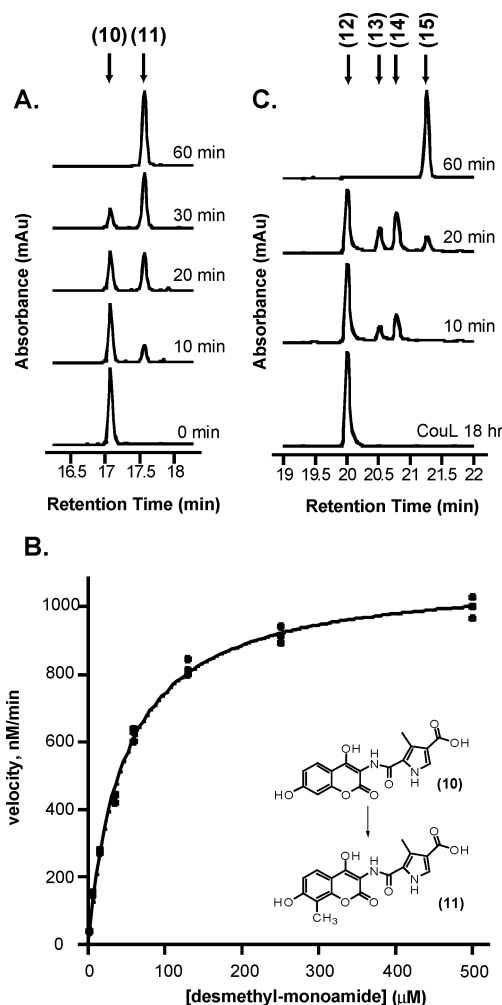 (10) (11)
A.
60 min
30 min
20 min
10 min
0 min
Absorbance (mAu)
16.5 17 17.5 18
Retention Time (min)
(12) (13) (14) (15)
C.
60 min
20 min
10 min
CouL 18 hr
Absorbance (mAu)
19 19.5 20 20.5 21 21.5 22
Retention Time (min)
B.
1000
800
600
400
200
0
velocity, nM/min
0 100 200 300 400 500
[desmethyl-monoamide] (μM)
OH H N O O OH
HO O O N H
(10)
OH H N O O OH
HO O O N H
CH3
(11)